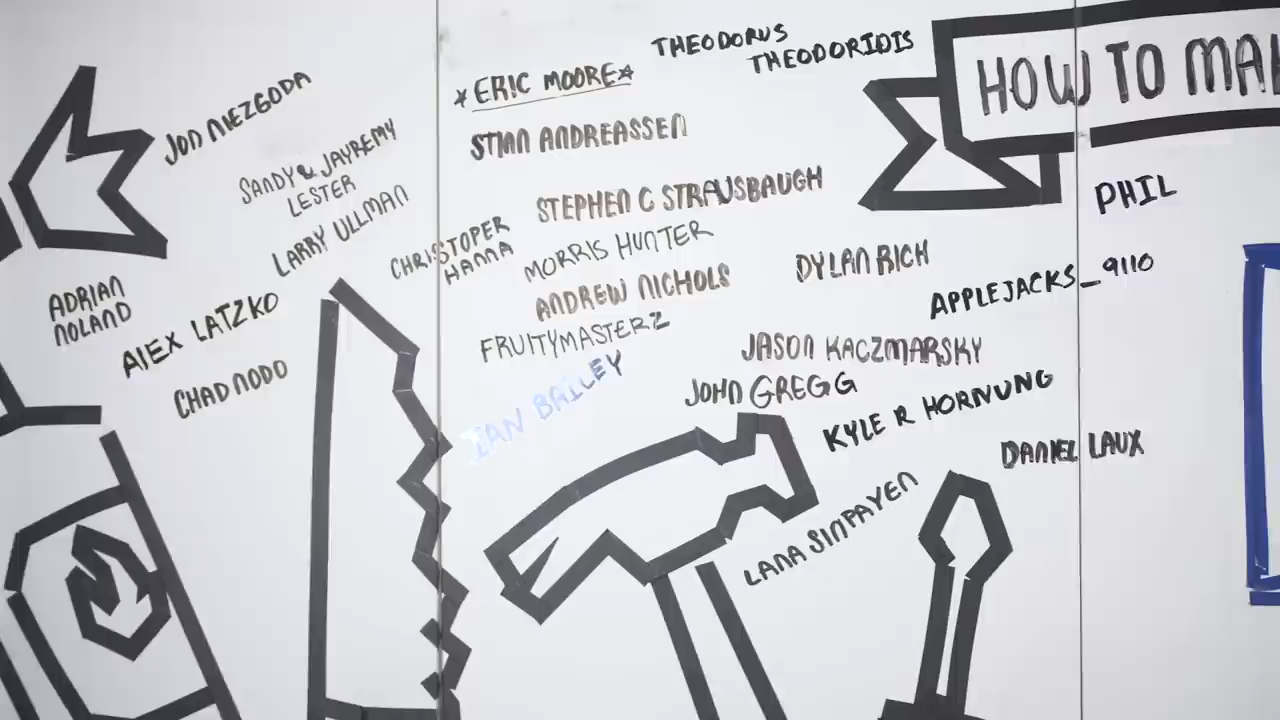 THEODORUS
THEODORIDIS
HOW TO MA
*ERIC MOORE*
JON NIEZGODA
STIAN ANDREASSEN
SANDY & JAYREMY
LESTER
STEPHEN C STRAUSBAUGH
PHIL
LARRY ULLMAN
CHRISTOPER
HANNA
MORRIS HUNTER
DYLAN RICH
ADRIAN
NOLAND
ALEX LATZKO
ANDREW NICHOLS
APPLEJACKS_9110
FRUITYMASTERZ
JASON KACZMARSKY
CHAD NODO
IAN BAILEY
JOHN GREGG
KYLE R HORNUNG
DANIEL LAUX
LANA SINPAYEN